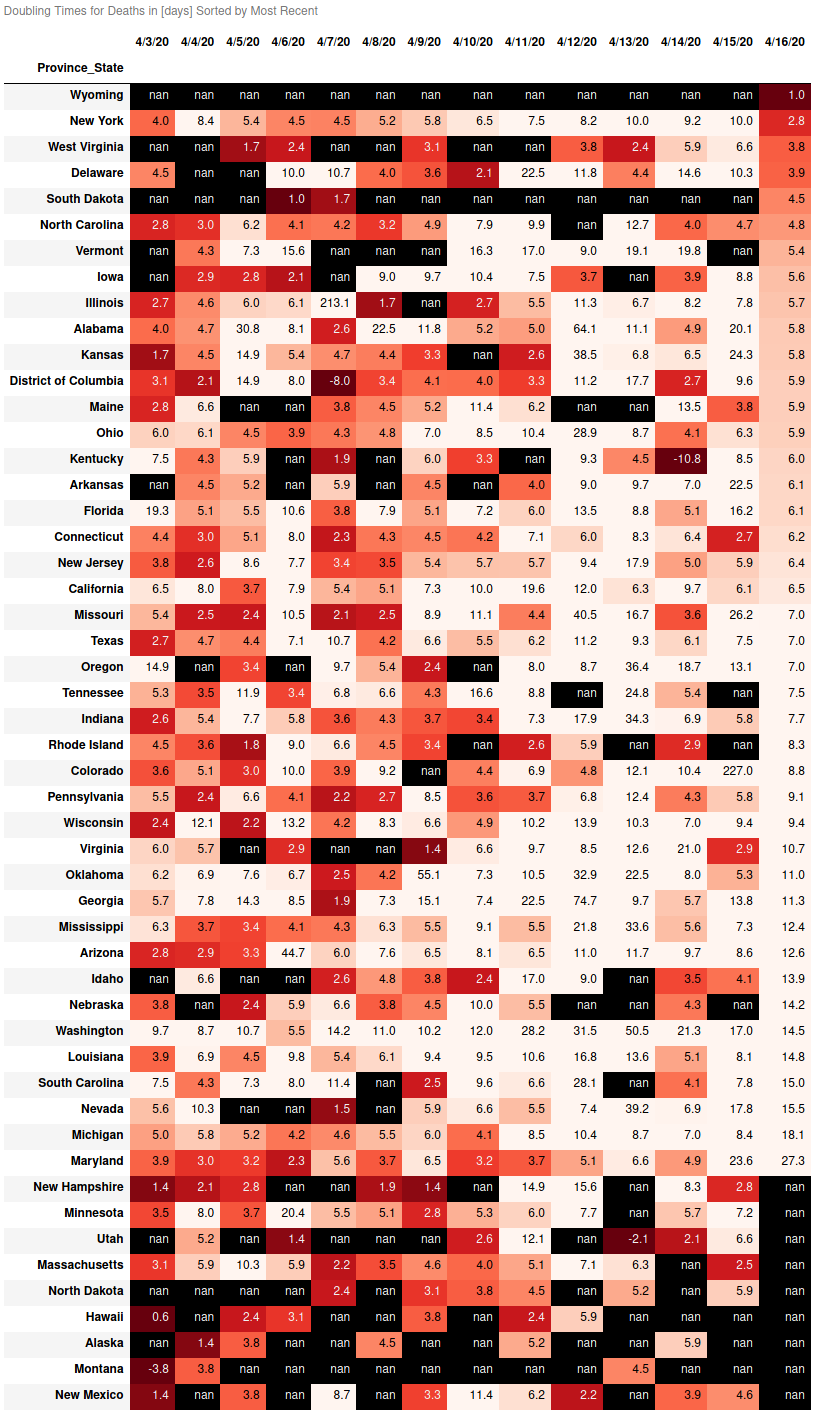 Doubling Times for Deaths in [days] Sorted by Most Recent
4/3/20 4/4/20 4/5/20 4/6/20 4/7/20 4/8/20 4/9/20 4/10/20 4/11/20 4/12/20 4/13/20 4/14/20 4/15/20 4/16/20
Province_State
Wyoming nan nan nan nan nan nan nan nan nan nan nan nan nan 1.0
New York 4.0 8.4 5.4 4.5 4.5 5.2 5.8 6.5 7.5 8.2 10.0 9.2 10.0 2.8
West Virginia nan nan 1.7 2.4 nan nan 3.1 nan nan 3.8 2.4 5.9 6.6 3.8
Delaware 4.5 nan nan 10.0 10.7 4.0 3.6 2.1 22.5 11.8 4.4 14.6 10.3 3.9
South Dakota nan nan nan 1.0 1.7 nan nan nan nan nan nan nan nan 4.5
North Carolina 2.8 3.0 6.2 4.1 4.2 3.2 4.9 7.9 9.9 nan 12.7 4.0 4.7 4.8
Vermont nan 4.3 7.3 15.6 nan nan nan 16.3 17.0 9.0 19.1 19.8 nan 5.4
Iowa nan 2.9 2.8 2.1 nan 9.0 9.7 10.4 7.5 3.7 nan 3.9 8.8 5.6
Illinois 2.7 4.6 6.0 6.1 213.1 1.7 nan 2.7 5.5 11.3 6.7 8.2 7.8 5.7
Alabama 4.0 4.7 30.8 8.1 2.6 22.5 11.8 5.2 5.0 64.1 11.1 4.9 20.1 5.8
Kansas 1.7 4.5 14.9 5.4 4.7 4.4 3.3 nan 2.6 38.5 6.8 6.5 24.3 5.8
District of Columbia 3.1 2.1 14.9 8.0 -8.0 3.4 4.1 4.0 3.3 11.2 17.7 2.7 9.6 5.9
Maine 2.8 6.6 nan nan 3.8 4.5 5.2 11.4 6.2 nan nan 13.5 3.8 5.9
Ohio 6.0 6.1 4.5 3.9 4.3 4.8 7.0 8.5 10.4 28.9 8.7 4.1 6.3 5.9
Kentucky 7.5 4.3 5.9 nan 1.9 nan 6.0 3.3 nan 9.3 4.5 -10.8 8.5 6.0
Arkansas nan 4.5 5.2 nan 5.9 nan 4.5 nan 4.0 9.0 9.7 7.0 22.5 6.1
Florida 19.3 5.1 5.5 10.6 3.8 7.9 5.1 7.2 6.0 13.5 8.8 5.1 16.2 6.1
Connecticut 4.4 3.0 5.1 8.0 2.3 4.3 4.5 4.2 7.1 6.0 8.3 6.4 2.7 6.2
New Jersey 3.8 2.6 8.6 7.7 3.4 3.5 5.4 5.7 5.7 9.4 17.9 5.0 5.9 6.4
California 6.5 8.0 3.7 7.9 5.4 5.1 7.3 10.0 19.6 12.0 6.3 9.7 6.1 6.5
Missouri 5.4 2.5 2.4 10.5 2.1 2.5 8.9 11.1 4.4 40.5 16.7 3.6 26.2 7.0
Texas 2.7 4.7 4.4 7.1 10.7 4.2 6.6 5.5 6.2 11.2 9.3 6.1 7.5 7.0
Oregon 14.9 nan 3.4 nan 9.7 5.4 2.4 nan 8.0 8.7 36.4 18.7 13.1 7.0
Tennessee 5.3 3.5 11.9 3.4 6.8 6.6 4.3 16.6 8.8 nan 24.8 5.4 nan 7.5
Indiana 2.6 5.4 7.7 5.8 3.6 4.3 3.7 3.4 7.3 17.9 34.3 6.9 5.8 7.7
Rhode Island 4.5 3.6 1.8 9.0 6.6 4.5 3.4 nan 2.6 5.9 nan 2.9 nan 8.3
Colorado 3.6 5.1 3.0 10.0 3.9 9.2 nan 4.4 6.9 4.8 12.1 10.4 227.0 8.8
Pennsylvania 5.5 2.4 6.6 4.1 2.2 2.7 8.5 3.6 3.7 6.8 12.4 4.3 5.8 9.1
Wisconsin 2.4 12.1 2.2 13.2 4.2 8.3 6.6 4.9 10.2 13.9 10.3 7.0 9.4 9.4
Virginia 6.0 5.7 nan 2.9 nan nan 1.4 6.6 9.7 8.5 12.6 21.0 2.9 10.7
Oklahoma 6.2 6.9 7.6 6.7 2.5 4.2 55.1 7.3 10.5 32.9 22.5 8.0 5.3 11.0
Georgia 5.7 7.8 14.3 8.5 1.9 7.3 15.1 7.4 22.5 74.7 9.7 5.7 13.8 11.3
Mississippi 6.3 3.7 3.4 4.1 4.3 6.3 5.5 9.1 5.5 21.8 33.6 5.6 7.3 12.4
Arizona 2.8 2.9 3.3 44.7 6.0 7.6 6.5 8.1 6.5 11.0 11.7 9.7 8.6 12.6
Idaho nan 6.6 nan nan 2.6 4.8 3.8 2.4 17.0 9.0 nan 3.5 4.1 13.9
Nebraska 3.8 nan 2.4 5.9 6.6 3.8 4.5 10.0 5.5 nan nan 4.3 nan 14.2
Washington 9.7 8.7 10.7 5.5 14.2 11.0 10.2 12.0 28.2 31.5 50.5 21.3 17.0 14.5
Louisiana 3.9 6.9 4.5 9.8 5.4 6.1 9.4 9.5 10.6 16.8 13.6 5.1 8.1 14.8
South Carolina 7.5 4.3 7.3 8.0 11.4 nan 2.5 9.6 6.6 28.1 nan 4.1 7.8 15.0
Nevada 5.6 10.3 nan nan 1.5 nan 5.9 6.6 5.5 7.4 39.2 6.9 17.8 15.5
Michigan 5.0 5.8 5.2 4.2 4.6 5.5 6.0 4.1 8.5 10.4 8.7 7.0 8.4 18.1
Maryland 3.9 3.0 3.2 2.3 5.6 3.7 6.5 3.2 3.7 5.1 6.6 4.9 23.6 27.3
New Hampshire 1.4 2.1 2.8 nan nan 1.9 1.4 nan 14.9 15.6 nan 8.3 2.8 nan
Minnesota 3.5 8.0 3.7 20.4 5.5 5.1 2.8 5.3 6.0 7.7 nan 5.7 7.2 nan
Utah nan 5.2 nan 1.4 nan nan nan 2.6 12.1 nan -2.1 2.1 6.6 nan
Massachusetts 3.1 5.9 10.3 5.9 2.2 3.5 4.6 4.0 5.1 7.1 6.3 nan 2.5 nan
North Dakota nan nan nan nan 2.4 nan 3.1 3.8 4.5 nan 5.2 nan 5.9 nan
Hawaii 0.6 nan 2.4 3.1 nan nan 3.8 nan 2.4 5.9 nan nan nan nan
Alaska nan 1.4 3.8 nan nan 4.5 nan nan 5.2 nan nan 5.9 nan nan
Montana -3.8 3.8 nan nan nan nan nan nan nan nan 4.5 nan nan nan
New Mexico 1.4 nan 3.8 nan 8.7 nan 3.3 11.4 6.2 2.2 nan 3.9 4.6 nan